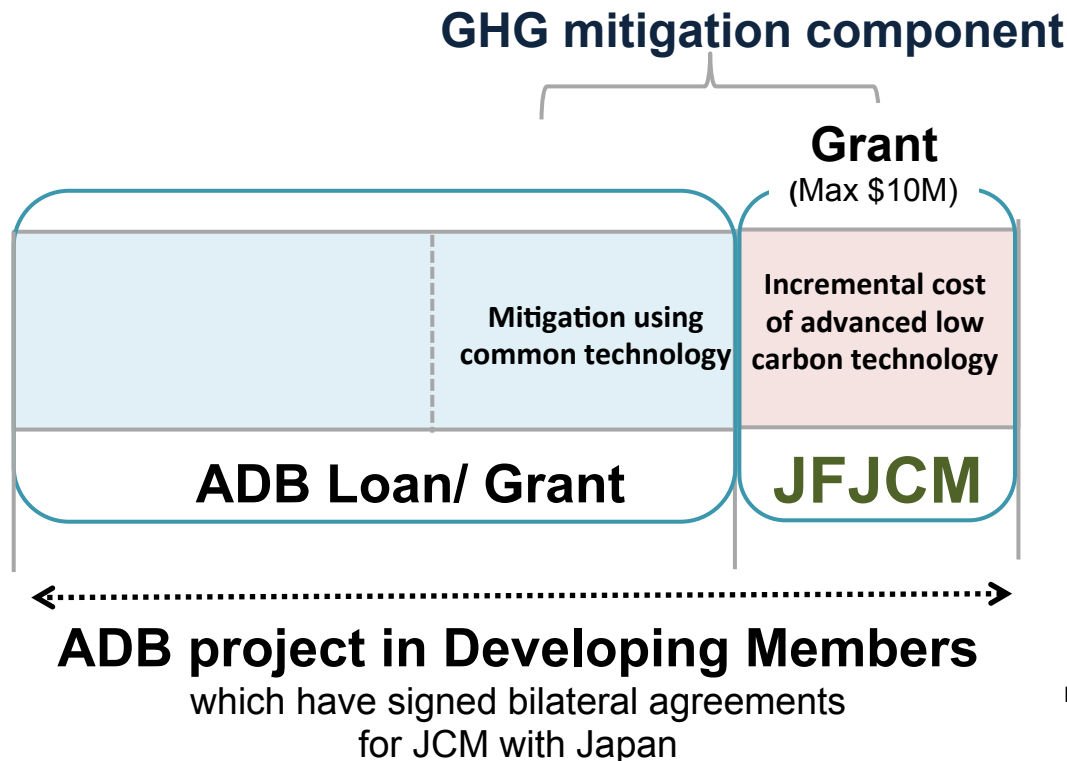 GHG mitigation component
Grant
(Max $10M)
Mitigation using
common technology
Incremental cost
of advanced low
carbon technology
ADB Loan/ Grant
JFJCM
ADB project in Developing Members
which have signed bilateral agreements
for JCM with Japan